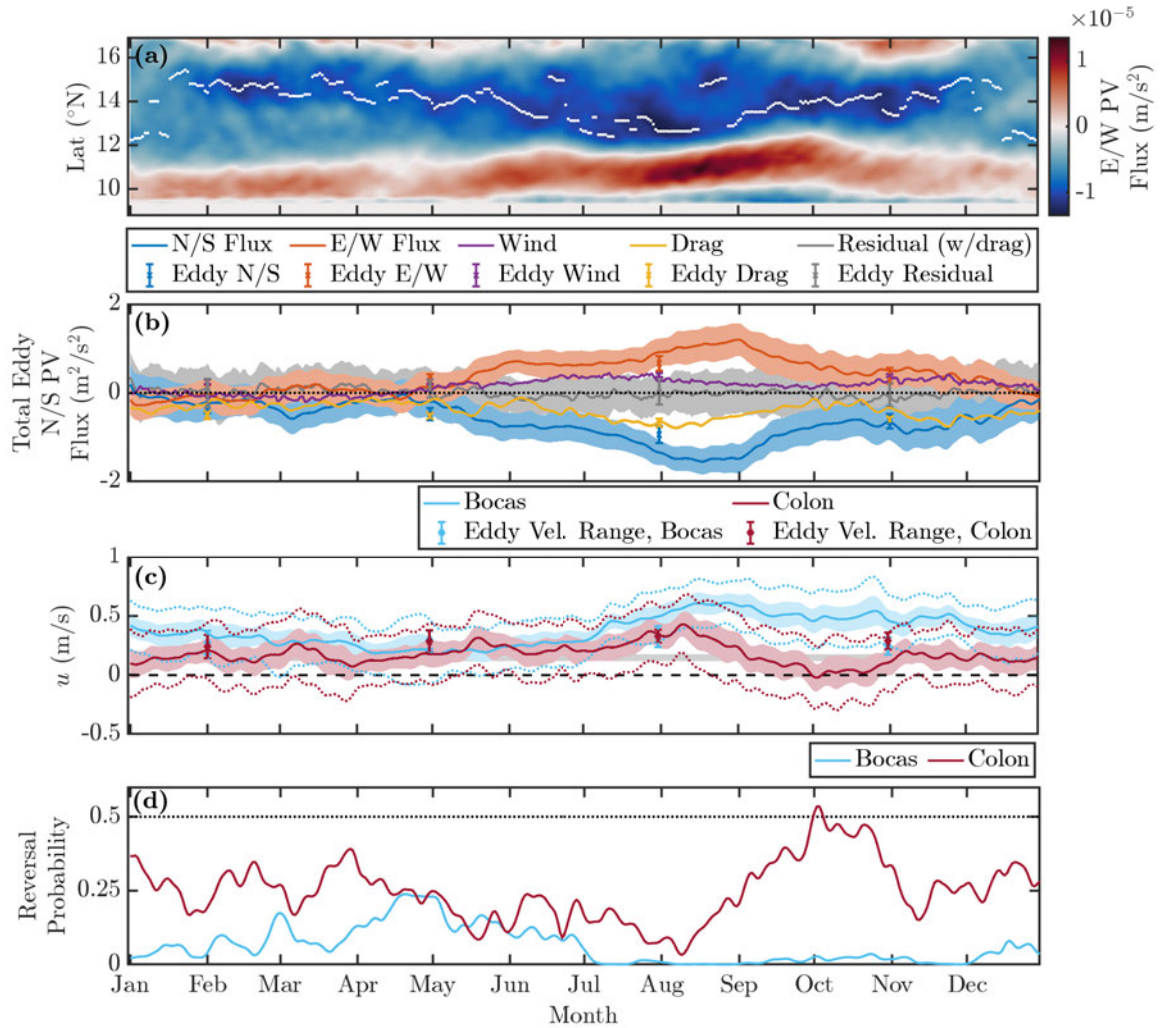 ×10⁻⁵
(a)
16
14
12
10
Lat (°N)
1
0
-1
E/W PV
Flux (m/s²)
N/S Flux E/W Flux Wind Drag Residual (w/drag)
Eddy N/S Eddy E/W Eddy Wind Eddy Drag Eddy Residual
(b)
2
0
-2
Total Eddy
N/S PV
Flux (m²/s²)
Bocas Colon
Eddy Vel. Range, Bocas Eddy Vel. Range, Colon
(c)
1
0.5
0
-0.5
u (m/s)
Bocas Colon
(d)
0.5
0.25
0
Reversal
Probability
Jan Feb Mar Apr May Jun Jul Aug Sep Oct Nov Dec
Month